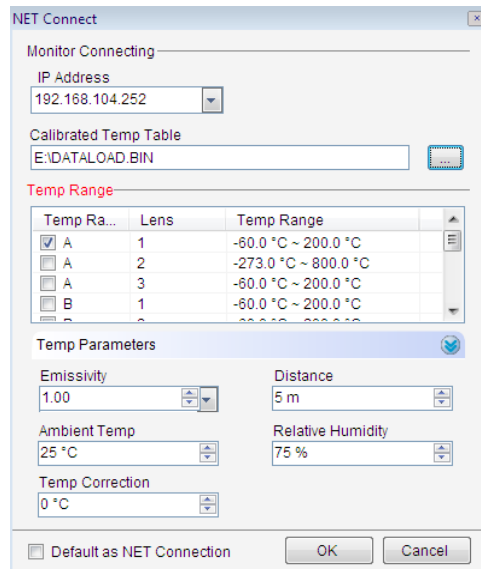 NET Connect
Monitor Connecting
IP Address
192.168.104.252
Calibrated Temp Table
E:\DATALOAD.BIN ...
Temp Range
Temp Ra... Lens Temp Range
A 1 -60.0 °C ~ 200.0 °C
A 2 -273.0 °C ~ 800.0 °C
A 3 -60.0 °C ~ 200.0 °C
B 1 -60.0 °C ~ 200.0 °C
Temp Parameters
Emissivity Distance
1.00 5 m
Ambient Temp Relative Humidity
25 °C 75 %
Temp Correction
0 °C
Default as NET Connection OK Cancel